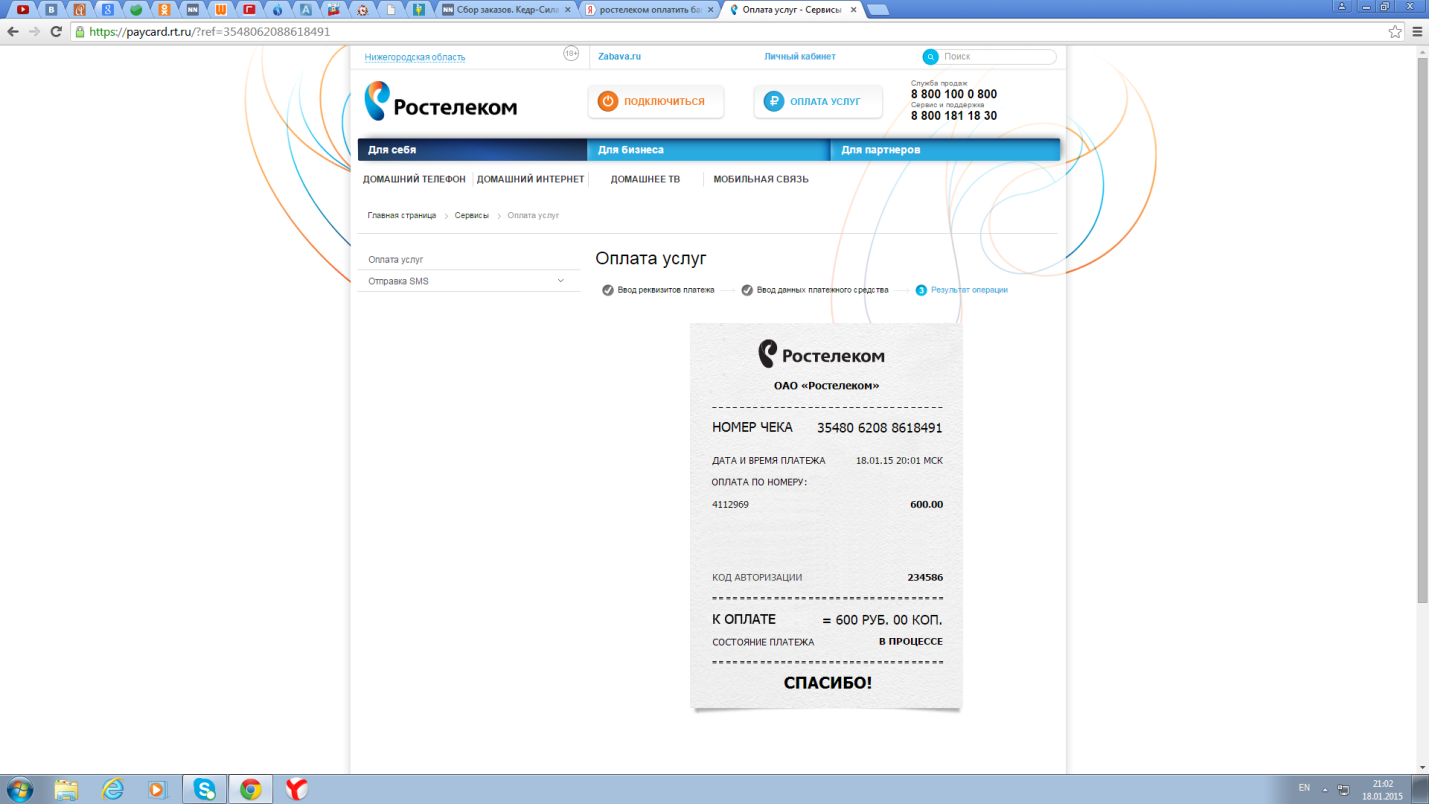 Сбор заказов. Кедр-Сила
ростелеком оплатить ба
Оплата услуг - Сервисы
https://paycard.rt.ru/?ref=3548062088618491
Нижегородская область
18+
Zabava.ru
Личный кабинет
Поиск
Ростелеком
ПОДКЛЮЧИТЬСЯ
ОПЛАТА УСЛУГ
Служба продаж
8 800 100 0 800
Сервис и поддержка
8 800 181 18 30
Для себя
Для бизнеса
Для партнеров
ДОМАШНИЙ ТЕЛЕФОН
ДОМАШНИЙ ИНТЕРНЕТ
ДОМАШНЕЕ ТВ
МОБИЛЬНАЯ СВЯЗЬ
Главная страница > Сервисы > Оплата услуг
Оплата услуг
Отправка SMS
Оплата услуг
Ввод реквизитов платежа
Ввод данных платежного средства
3 Результат операции
Ростелеком
ОАО «Ростелеком»
НОМЕР ЧЕКА 35480 6208 8618491
ДАТА И ВРЕМЯ ПЛАТЕЖА 18.01.15 20:01 МСК
ОПЛАТА ПО НОМЕРУ:
4112969 600.00
КОД АВТОРИЗАЦИИ 234586
К ОПЛАТЕ = 600 РУБ. 00 КОП.
СОСТОЯНИЕ ПЛАТЕЖА В ПРОЦЕССЕ
СПАСИБО!
EN
21:02
18.01.2015